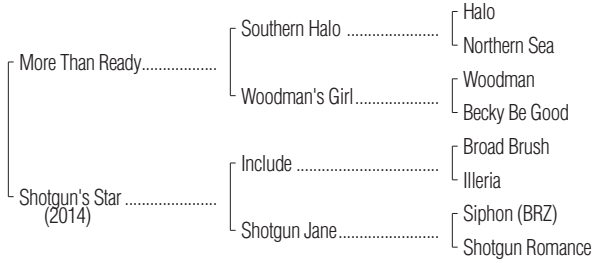 Halo
Southern Halo ...................
Northern Sea
More Than Ready..................
Woodman
Woodman's Girl....................
Becky Be Good
Broad Brush
Include ...........................
Illeria
Shotgun's Star ......................
(2014)
Siphon (BRZ)
Shotgun Jane.......................
Shotgun Romance